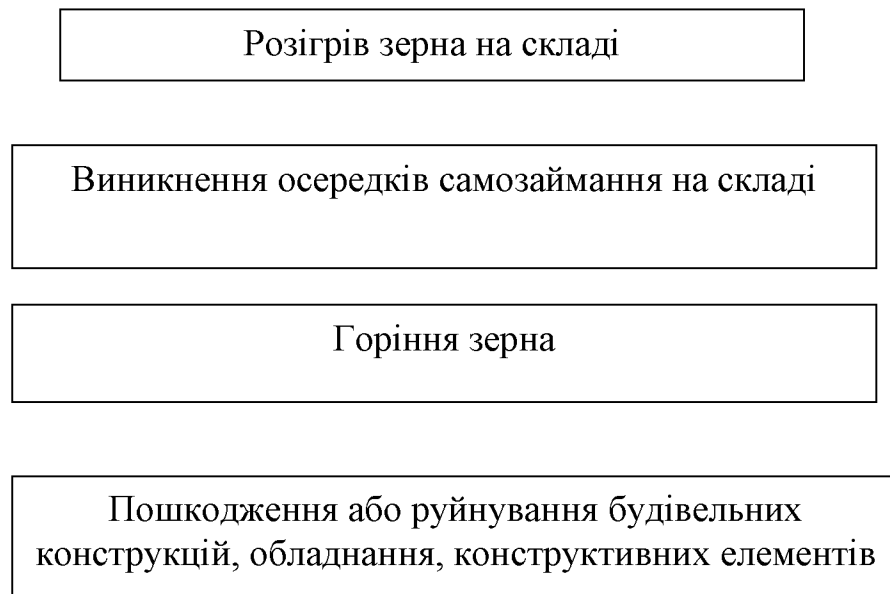 Розігрів зерна на складі
Виникнення осередків самозаймання на складі
Горіння зерна
Пошкодження або руйнування будівельних
конструкцій, обладнання, конструктивних елементів